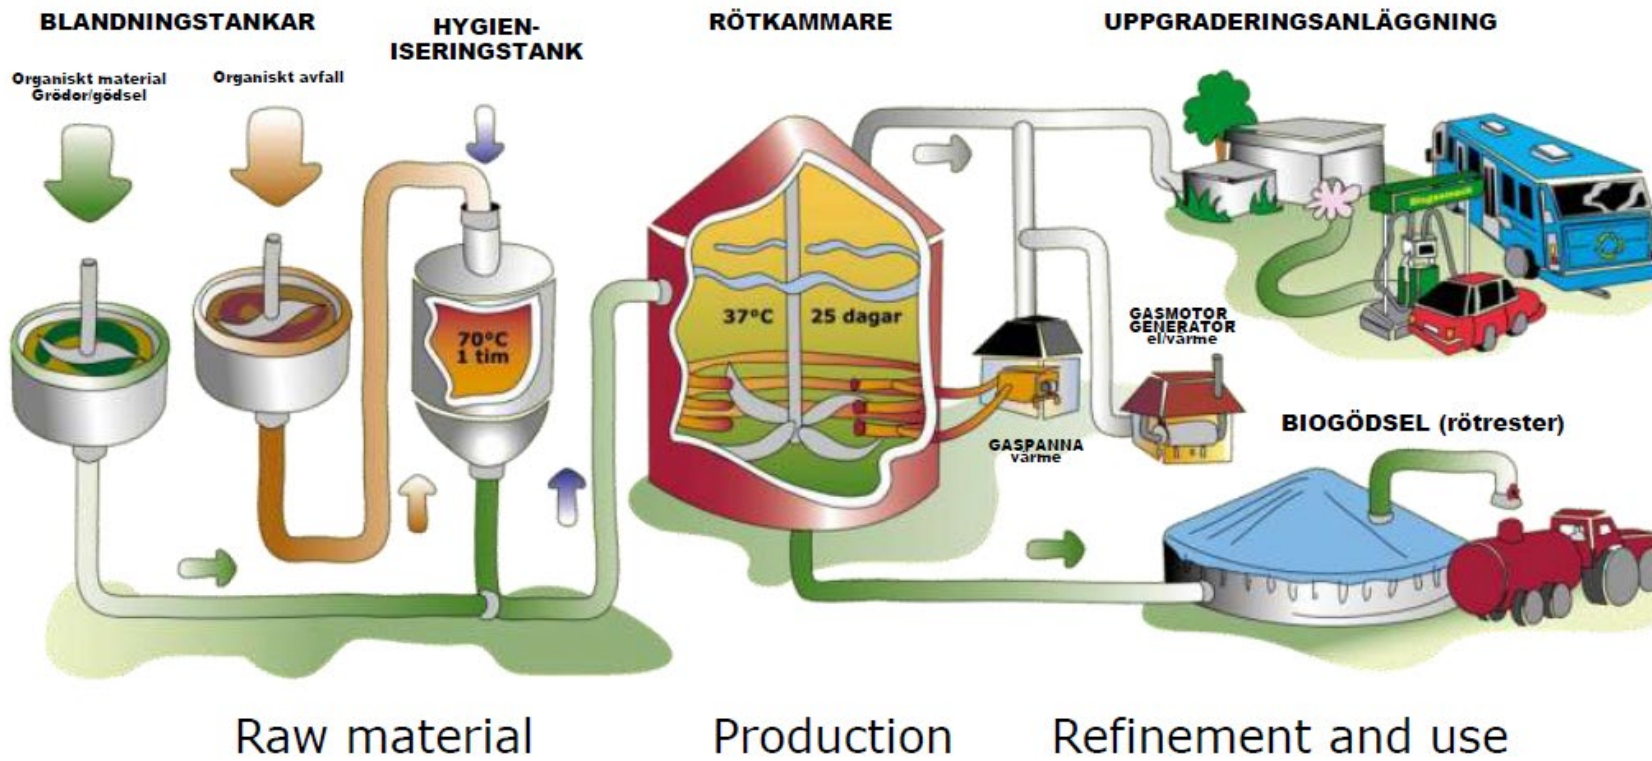 BLANDNINGSTANKAR
HYGIEN-
ISERINGSTANK
RÖTKAMMARE
UPPGRADERINGSANLÄGGNING
Organiskt material
Grödor/gödsel
Organiskt avfall
70°C
1 tim
37°C
25 dagar
GASPANNA
värme
GASMOTOR
GENERATOR
el/värme
BIOGÖDSEL (rötrester)
Raw material
Production
Refinement and use